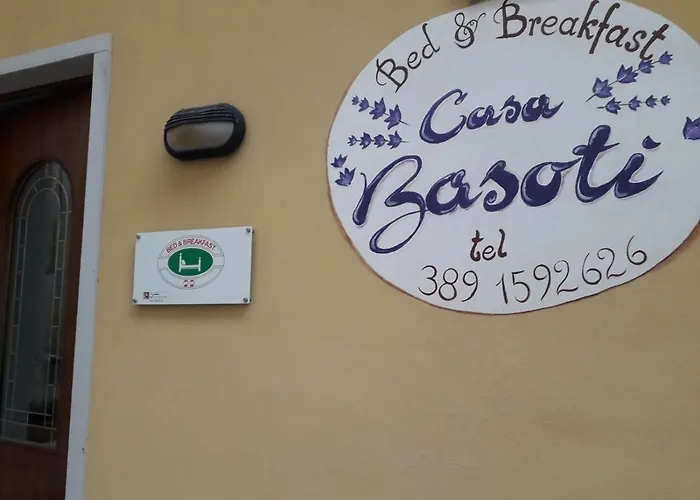 Bed & Breakfast
Casa
Basoti
tel
389 1592626
BED & BREAKFAST